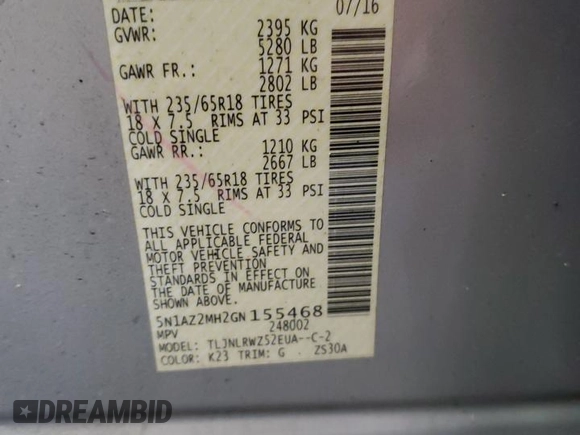 DATE: 07/16
GVWR: 2395 KG
5280 LB
GAWR FR.: 1271 KG
2802 LB
WITH 235/65R18 TIRES
18 X 7.5 RIMS AT 33 PSI
COLD SINGLE
GAWR RR.: 1210 KG
2667 LB
WITH 235/65R18 TIRES
18 X 7.5 RIMS AT 33 PSI
COLD SINGLE
THIS VEHICLE CONFORMS TO
ALL APPLICABLE FEDERAL
MOTOR VEHICLE SAFETY AND
THEFT PREVENTION
STANDARDS IN EFFECT ON
THE DATE OF MANUFACTURE
SHOWN ABOVE.
5N1AZ2MH2GN155468
MPV 248002
MODEL: TLJNLRWZ52EUA--C-2
COLOR: K23 TRIM: G ZS30A
DREAMBID